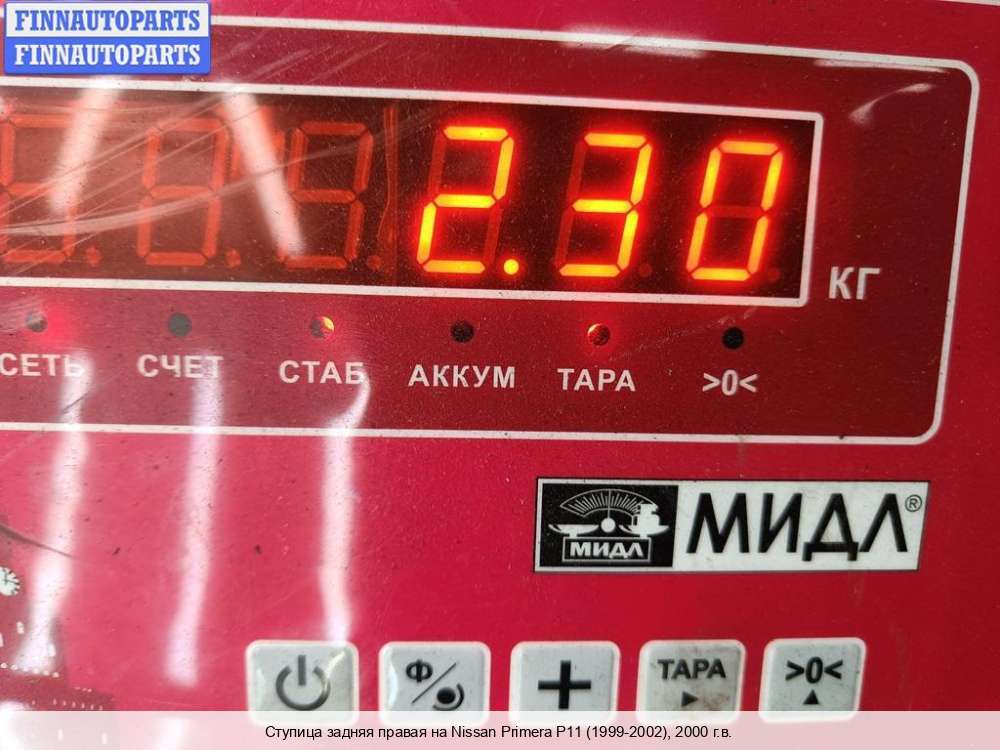 FINNAUTOPARTS
FINNAUTOPARTS
2.30
КГ
СЕТЬ СЧЕТ СТАБ АККУМ ТАРА >0<
МИДЛ МИДЛ®
Ф ТАРА >0<
Ступица задняя правая на Nissan Primera P11 (1999-2002), 2000 г.в.